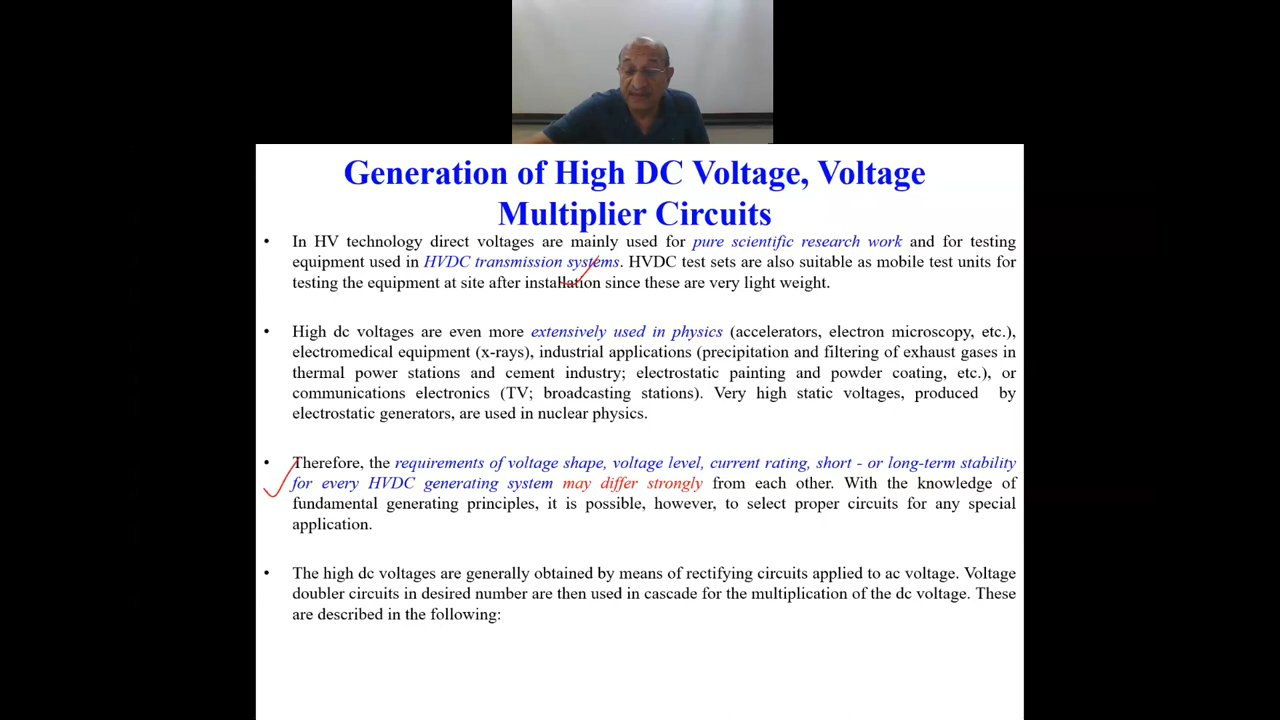 Generation of High DC Voltage, Voltage
Multiplier Circuits
• In HV technology direct voltages are mainly used for pure scientific research work and for testing
equipment used in HVDC transmission systems. HVDC test sets are also suitable as mobile test units for
testing the equipment at site after installation since these are very light weight.
• High dc voltages are even more extensively used in physics (accelerators, electron microscopy, etc.),
electromedical equipment (x-rays), industrial applications (precipitation and filtering of exhaust gases in
thermal power stations and cement industry; electrostatic painting and powder coating, etc.), or
communications electronics (TV; broadcasting stations). Very high static voltages, produced by
electrostatic generators, are used in nuclear physics.
• Therefore, the requirements of voltage shape, voltage level, current rating, short - or long-term stability
for every HVDC generating system may differ strongly from each other. With the knowledge of
fundamental generating principles, it is possible, however, to select proper circuits for any special
application.
• The high dc voltages are generally obtained by means of rectifying circuits applied to ac voltage. Voltage
doubler circuits in desired number are then used in cascade for the multiplication of the dc voltage. These
are described in the following: